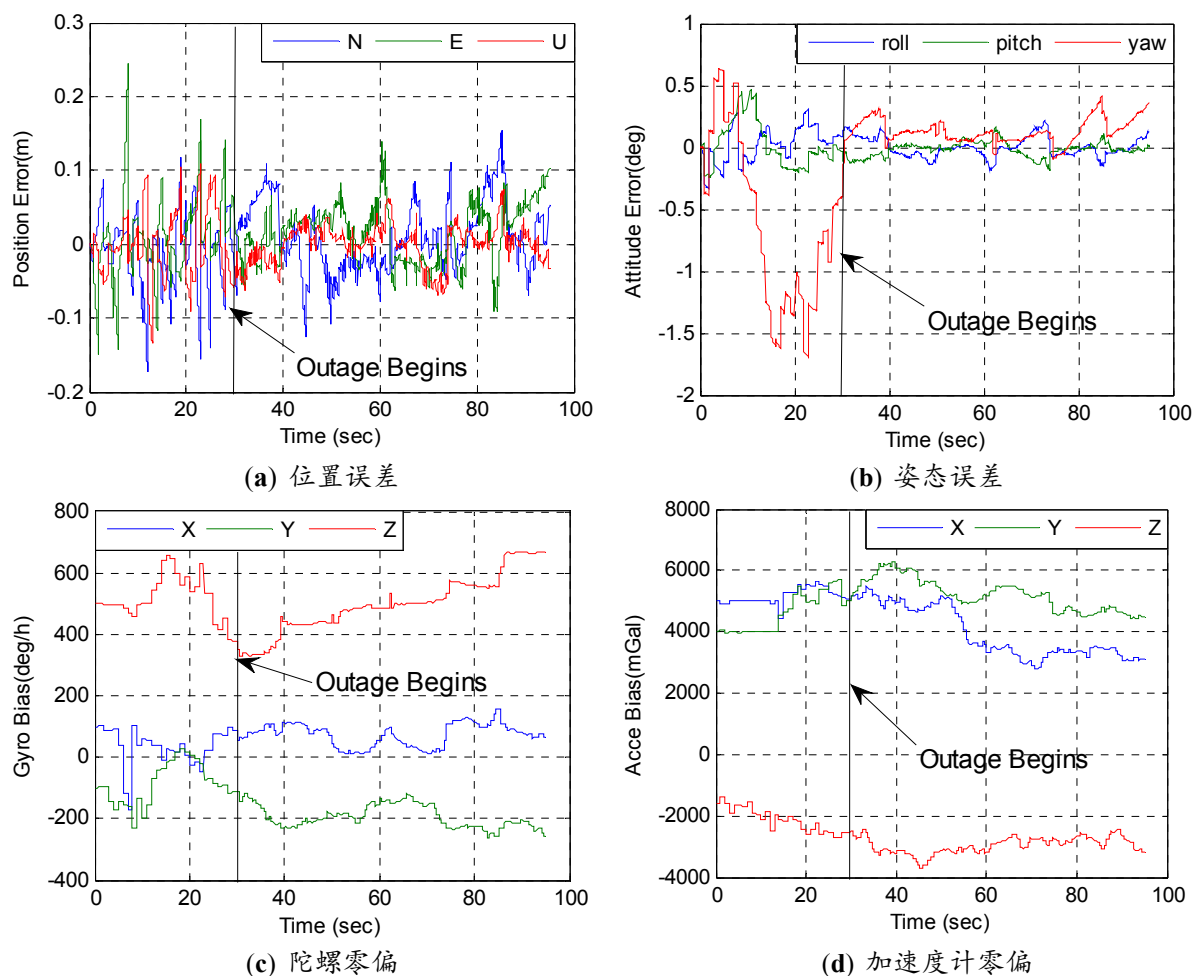 N E U
0.3
0.2
0.1
0
-0.1
-0.2
Position Error(m)
Outage Begins
0 20 40 60 80 100
Time (sec)
(a) 位置误差
roll pitch yaw
1
0.5
0
-0.5
-1
-1.5
-2
Attitude Error(deg)
Outage Begins
0 20 40 60 80 100
Time (sec)
(b) 姿态误差
X Y Z
800
600
400
200
0
-200
-400
Gyro Bias(deg/h)
Outage Begins
0 20 40 60 80 100
Time (sec)
(c) 陀螺零偏
X Y Z
8000
6000
4000
2000
0
-2000
-4000
Acce Bias(mGal)
Outage Begins
0 20 40 60 80 100
Time (sec)
(d) 加速度计零偏